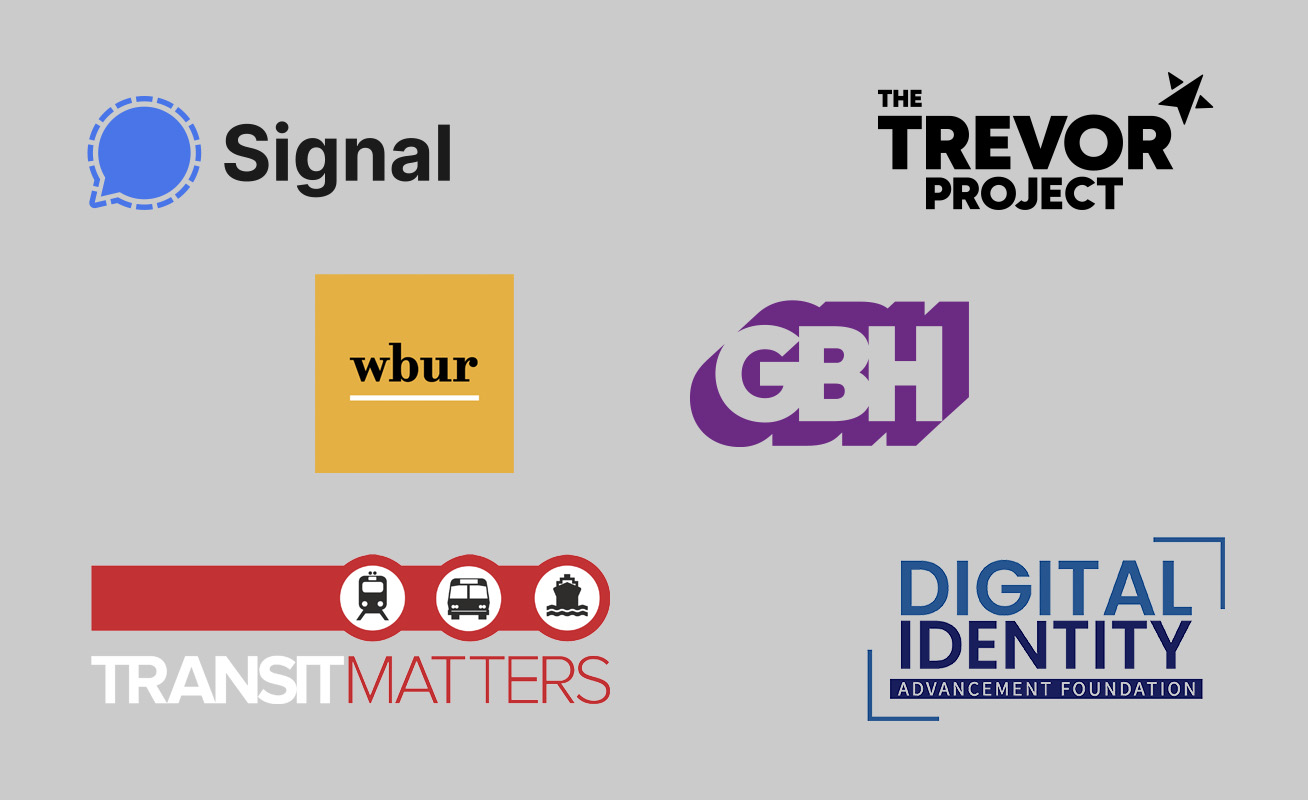 Signal
THE
TREVOR
PROJECT
wbur
GBH
TRANSITMATTERS
DIGITAL
IDENTITY
ADVANCEMENT FOUNDATION